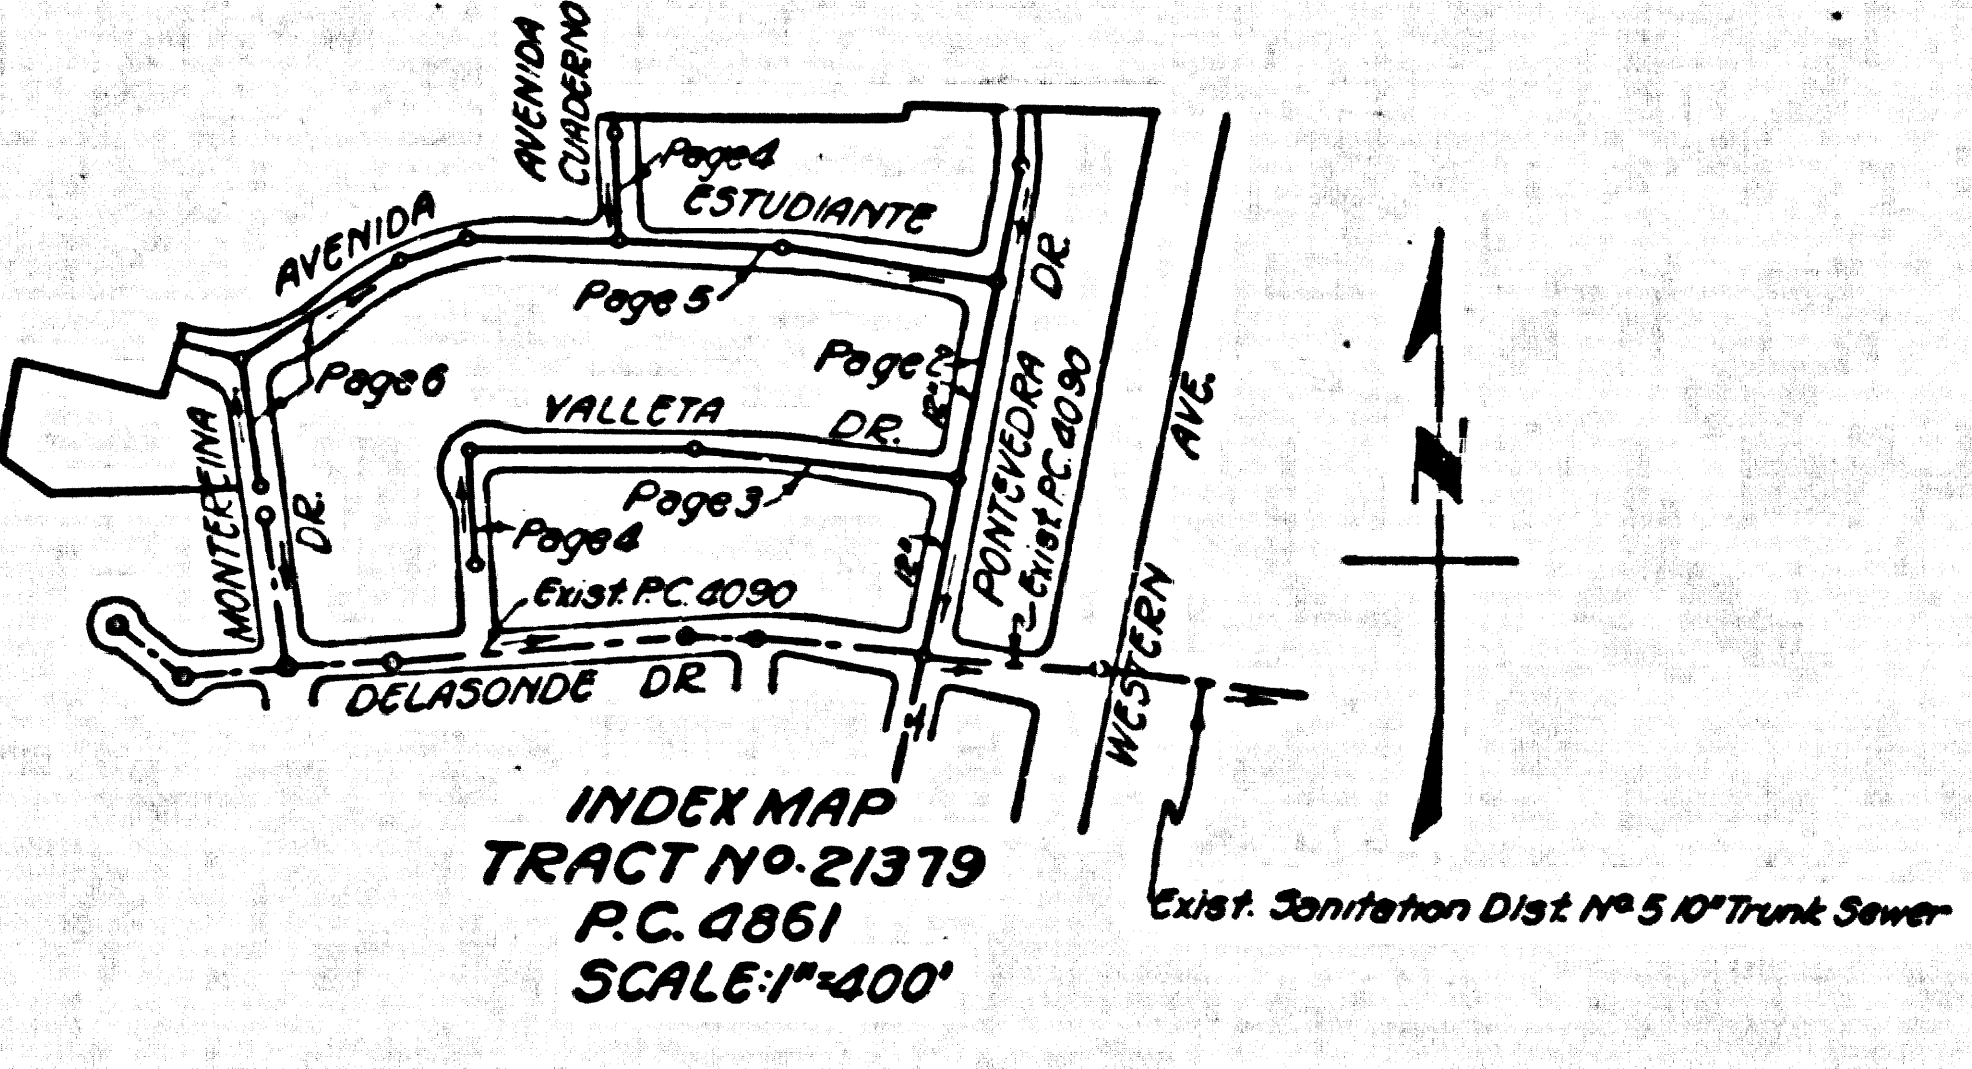 AVENIDA
CUADERNO
Page 4
ESTUDIANTE
AVENIDA
DR.
Page 5
Page 2
Page 6
12"
VALLETA
DR.
PONTEVEDRA
Exist. P.C. 4090
AVE.
MONTEREINA
DR.
Page 3
Page 4
12"
Exist. P.C. 4090
WESTERN
DELASONDE DR
N
INDEX MAP
TRACT No. 21379
P.C. 4861
SCALE: 1"=400'
Exist. Sanitation Dist. No 5 10" Trunk Sewer